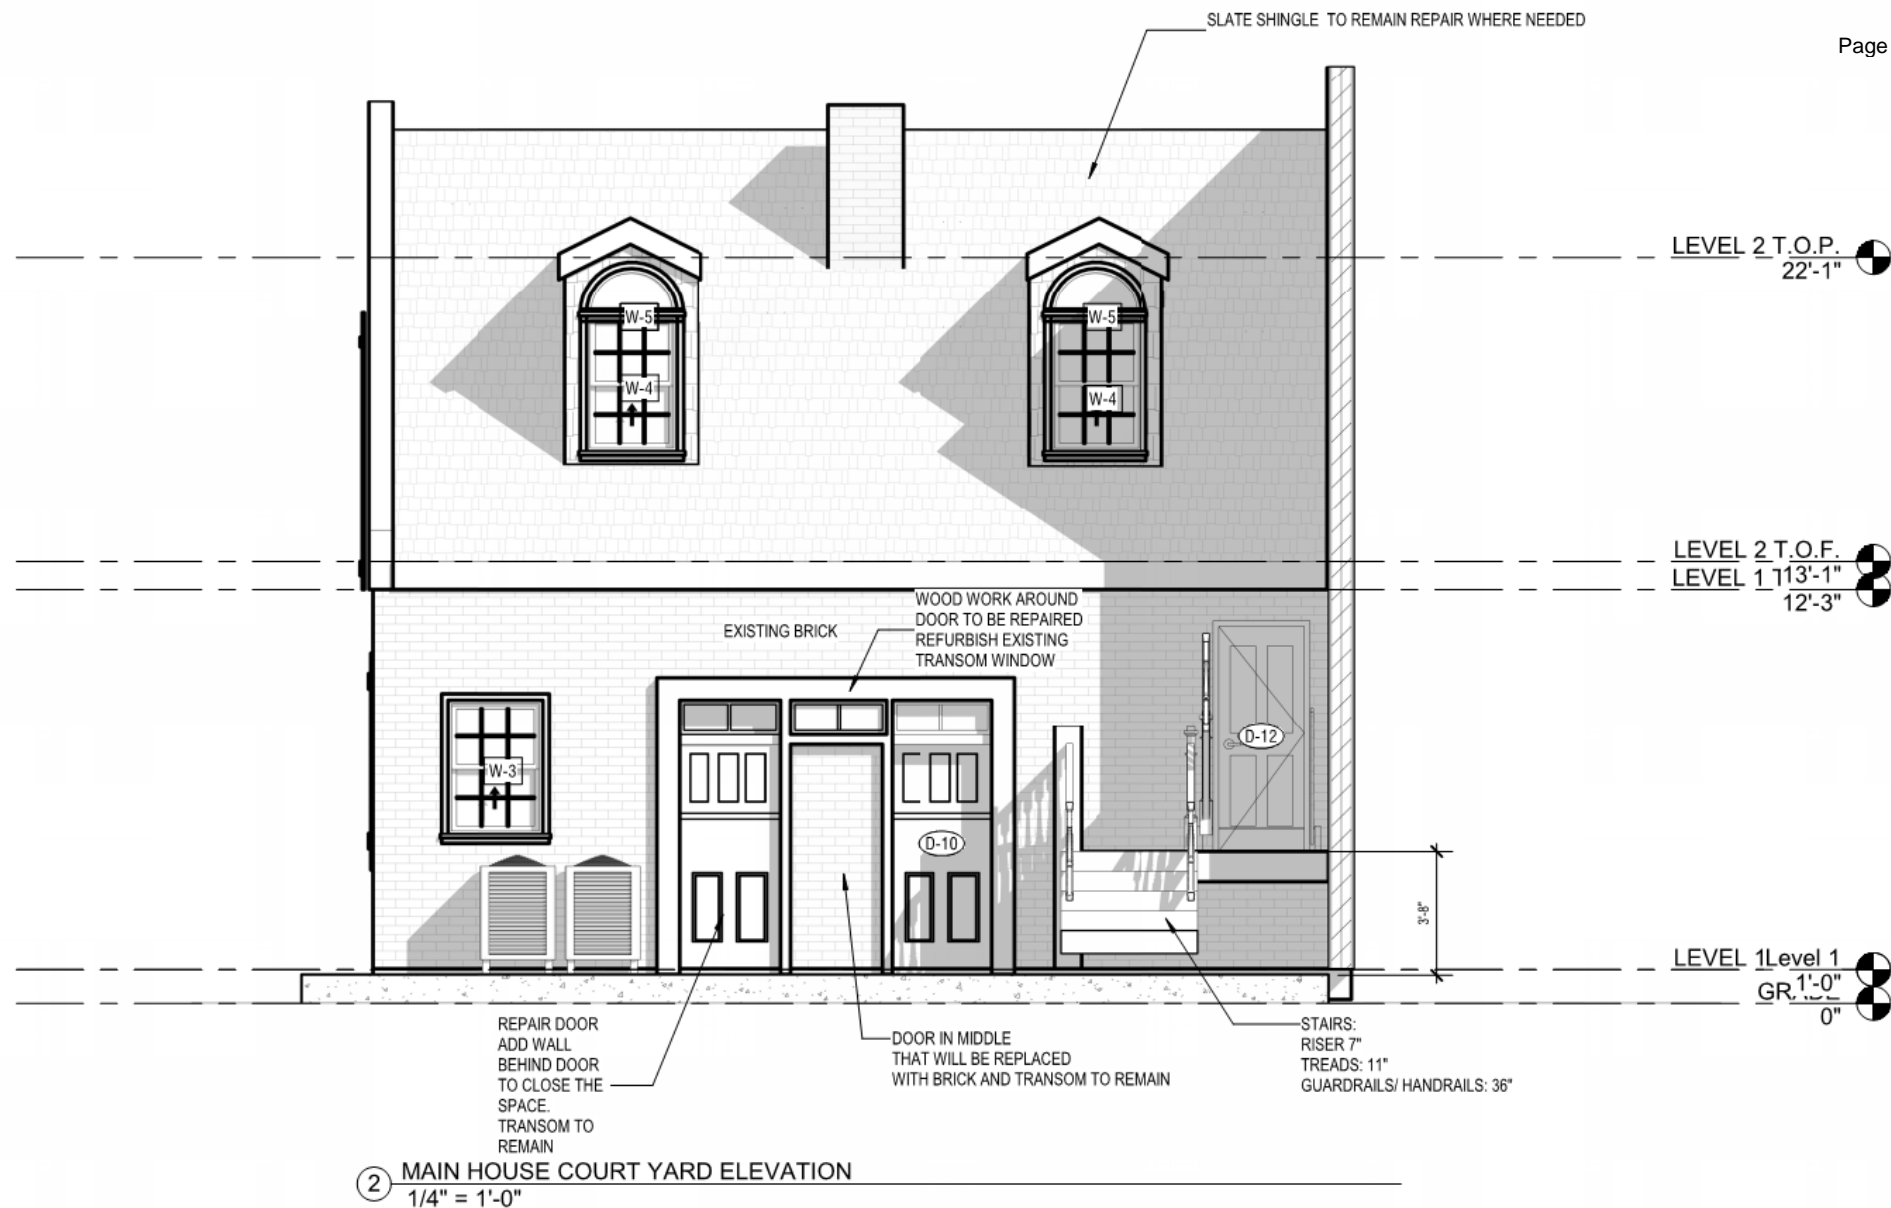 SLATE SHINGLE TO REMAIN REPAIR WHERE NEEDED
Page
LEVEL 2 T.O.P.
22'-1"
W-5
W-5
W-4
W-4
LEVEL 2 T.O.F.
13'-1"
LEVEL 1
12'-3"
WOOD WORK AROUND
DOOR TO BE REPAIRED
REFURBISH EXISTING
TRANSOM WINDOW
EXISTING BRICK
D-12
W-3
D-10
3'-8"
LEVEL 1
Level 1
1'-0"
0"
REPAIR DOOR
ADD WALL
BEHIND DOOR
TO CLOSE THE
SPACE.
TRANSOM TO
REMAIN
DOOR IN MIDDLE
THAT WILL BE REPLACED
WITH BRICK AND TRANSOM TO REMAIN
STAIRS:
RISER 7"
TREADS: 11"
GUARDRAILS/ HANDRAILS: 36"
2
MAIN HOUSE COURT YARD ELEVATION
1/4" = 1'-0"